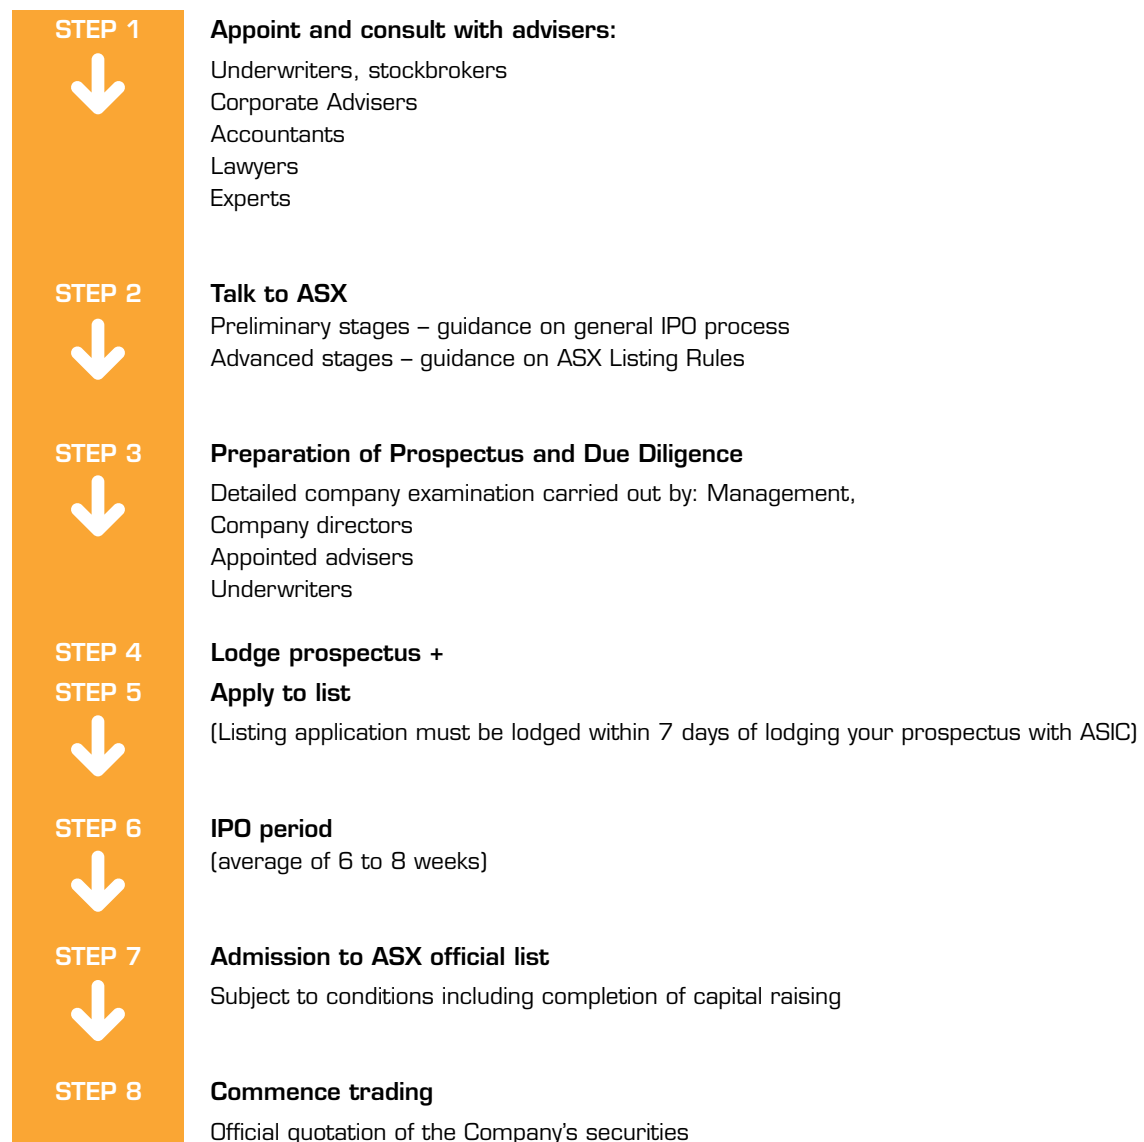 STEP 1 Appoint and consult with advisers:
Underwriters, stockbrokers
Corporate Advisers
Accountants
Lawyers
Experts
STEP 2 Talk to ASX
Preliminary stages – guidance on general IPO process
Advanced stages – guidance on ASX Listing Rules
STEP 3 Preparation of Prospectus and Due Diligence
Detailed company examination carried out by: Management,
Company directors
Appointed advisers
Underwriters
STEP 4 Lodge prospectus +
STEP 5 Apply to list
(Listing application must be lodged within 7 days of lodging your prospectus with ASIC)
STEP 6 IPO period
(average of 6 to 8 weeks)
STEP 7 Admission to ASX official list
Subject to conditions including completion of capital raising
STEP 8 Commence trading
Official quotation of the Company's securities